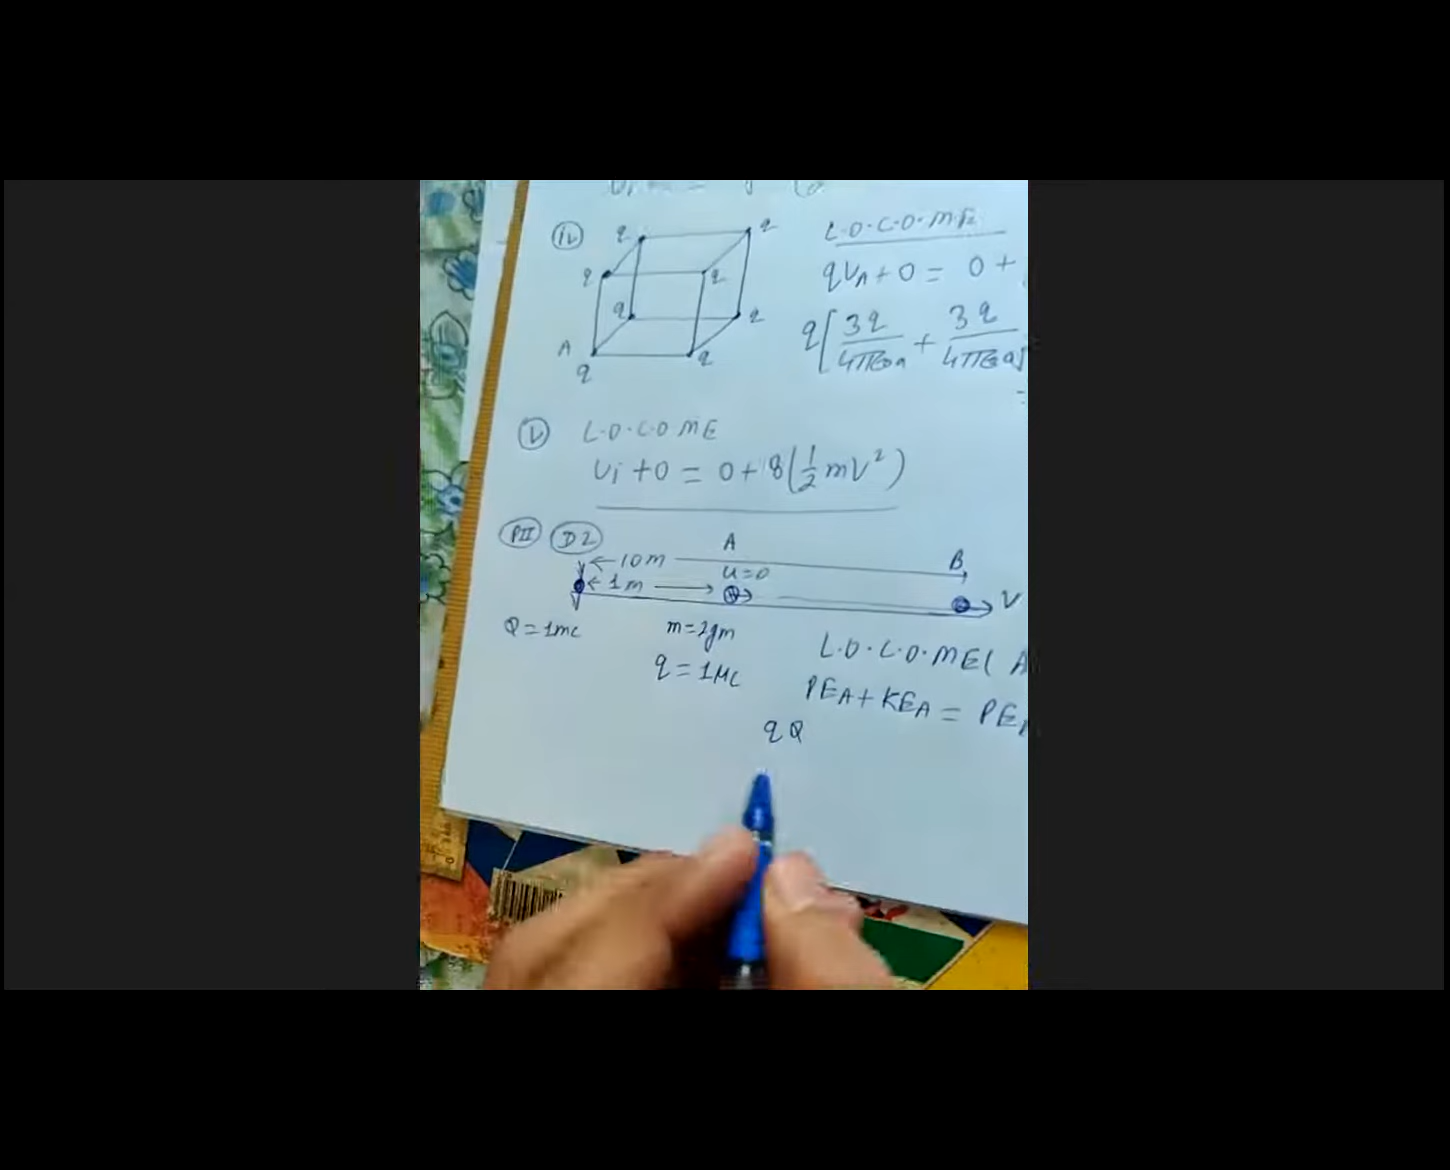 iv
q q
q q
q q
A
q q
L.O.C.O.M.E
qVA + 0 = 0 +
q[3q/4πε0a + 3q/4πε0a
v L.O.C.O ME
Ui + 0 = 0 + 8(1/2 mv²)
PII D2 A B
← 10m
← 1m → u=0 V
Q = 1mc m = 2gm
q = 1μc
L.O.C.O.ME( A
PEA + KEA = PE
qQ